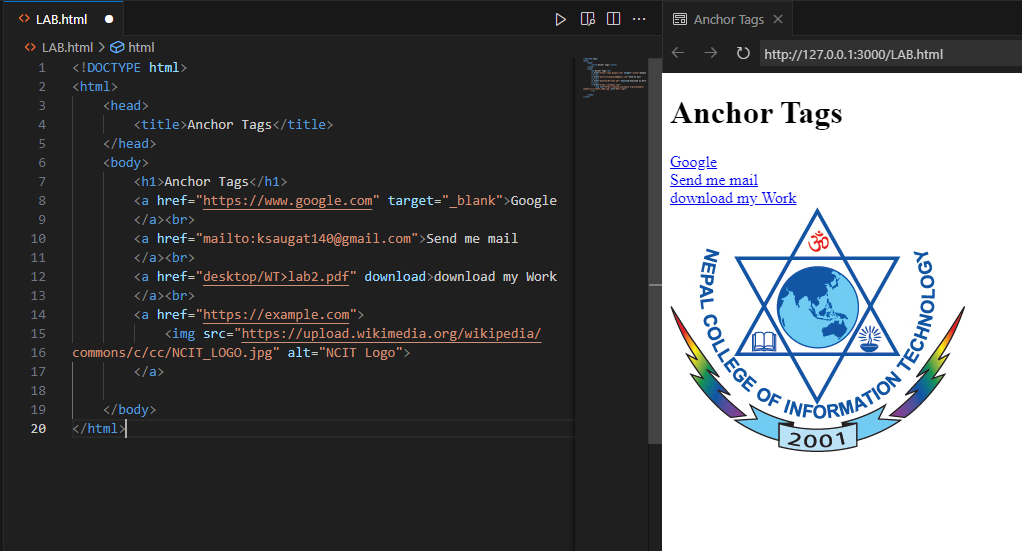 LAB.html
Anchor Tags
LAB.html > html
http://127.0.0.1:3000/LAB.html
1 <!DOCTYPE html>
2 <html>
3 <head>
4 <title>Anchor Tags</title>
5 </head>
6 <body>
7 <h1>Anchor Tags</h1>
8 <a href="https://www.google.com" target="_blank">Google
9 </a><br>
10 <a href="mailto:ksaugat140@gmail.com">Send me mail
11 </a><br>
12 <a href="desktop/WT>lab2.pdf" download>download my Work
13 </a><br>
14 <a href="https://example.com">
15 <img src="https://upload.wikimedia.org/wikipedia/
16 commons/c/cc/NCIT_LOGO.jpg" alt="NCIT Logo">
17 </a>
18
19 </body>
20 </html>
Anchor Tags
Google
Send me mail
download my Work
ॐ
NEPAL COLLEGE OF INFORMATION TECHNOLOGY
2001